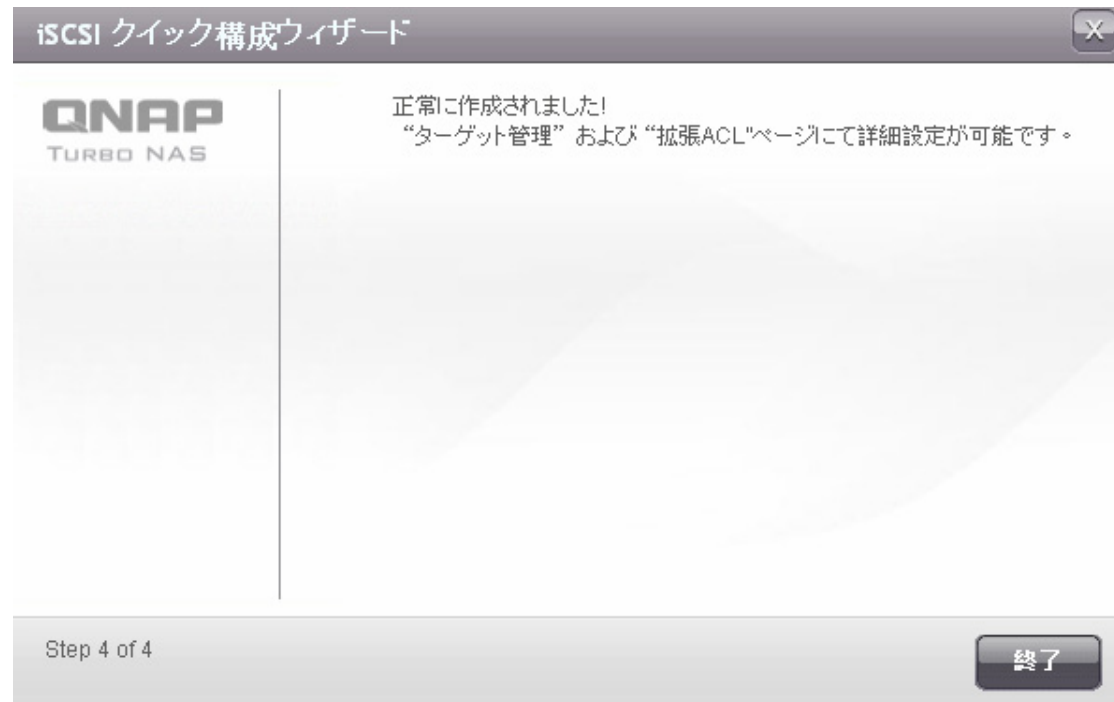 iSCSI クイック構成ウィザード
X
QNAP
TURBO NAS
正常に作成されました!
“ターゲット管理” および “拡張ACL"ページにて詳細設定が可能です。
Step 4 of 4
終了